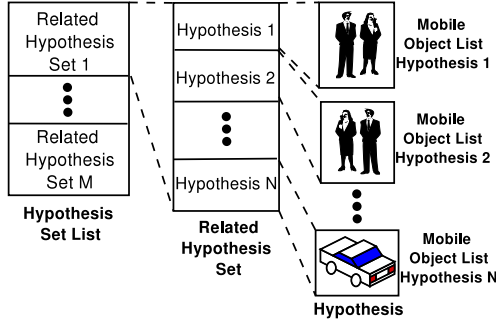 Related
Hypothesis
Set 1
Related
Hypothesis
Set M
Hypothesis
Set List
Hypothesis 1
Hypothesis 2
Hypothesis N
Related
Hypothesis
Set
Mobile
Object List
Hypothesis 1
Mobile
Object List
Hypothesis 2
Mobile
Object List
Hypothesis N
Hypothesis